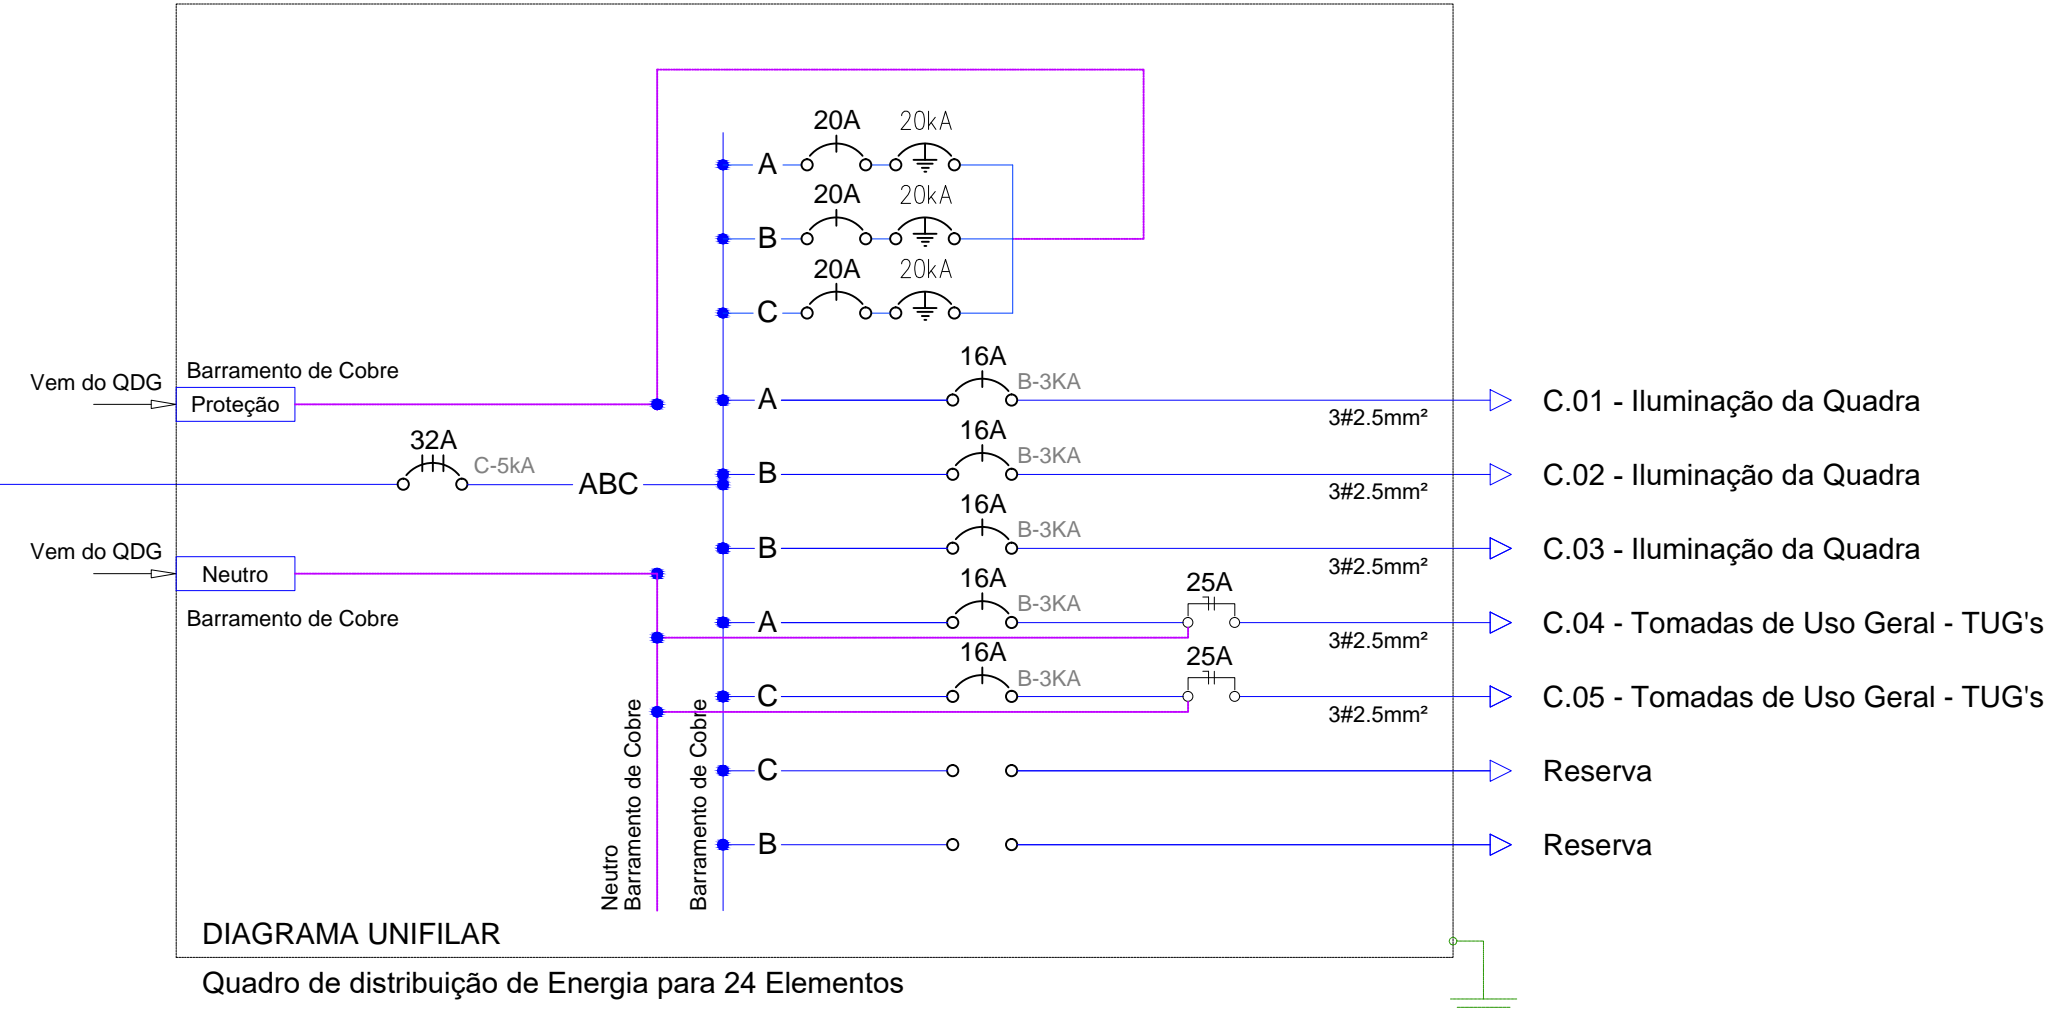 20A 20kA
A
20A 20kA
B
20A 20kA
C
Vem do QDG
Barramento de Cobre
Proteção
32A
C-5kA
ABC
Vem do QDG
Neutro
Barramento de Cobre
16A
A B-3KA
3#2.5mm²
C.01 - Iluminação da Quadra
16A
B B-3KA
3#2.5mm²
C.02 - Iluminação da Quadra
16A
B B-3KA
3#2.5mm²
C.03 - Iluminação da Quadra
16A
A B-3KA
25A
3#2.5mm²
C.04 - Tomadas de Uso Geral - TUG's
16A
C B-3KA
25A
3#2.5mm²
C.05 - Tomadas de Uso Geral - TUG's
C
Reserva
B
Reserva
Neutro
Barramento de Cobre
Barramento de Cobre
DIAGRAMA UNIFILAR
Quadro de distribuição de Energia para 24 Elementos